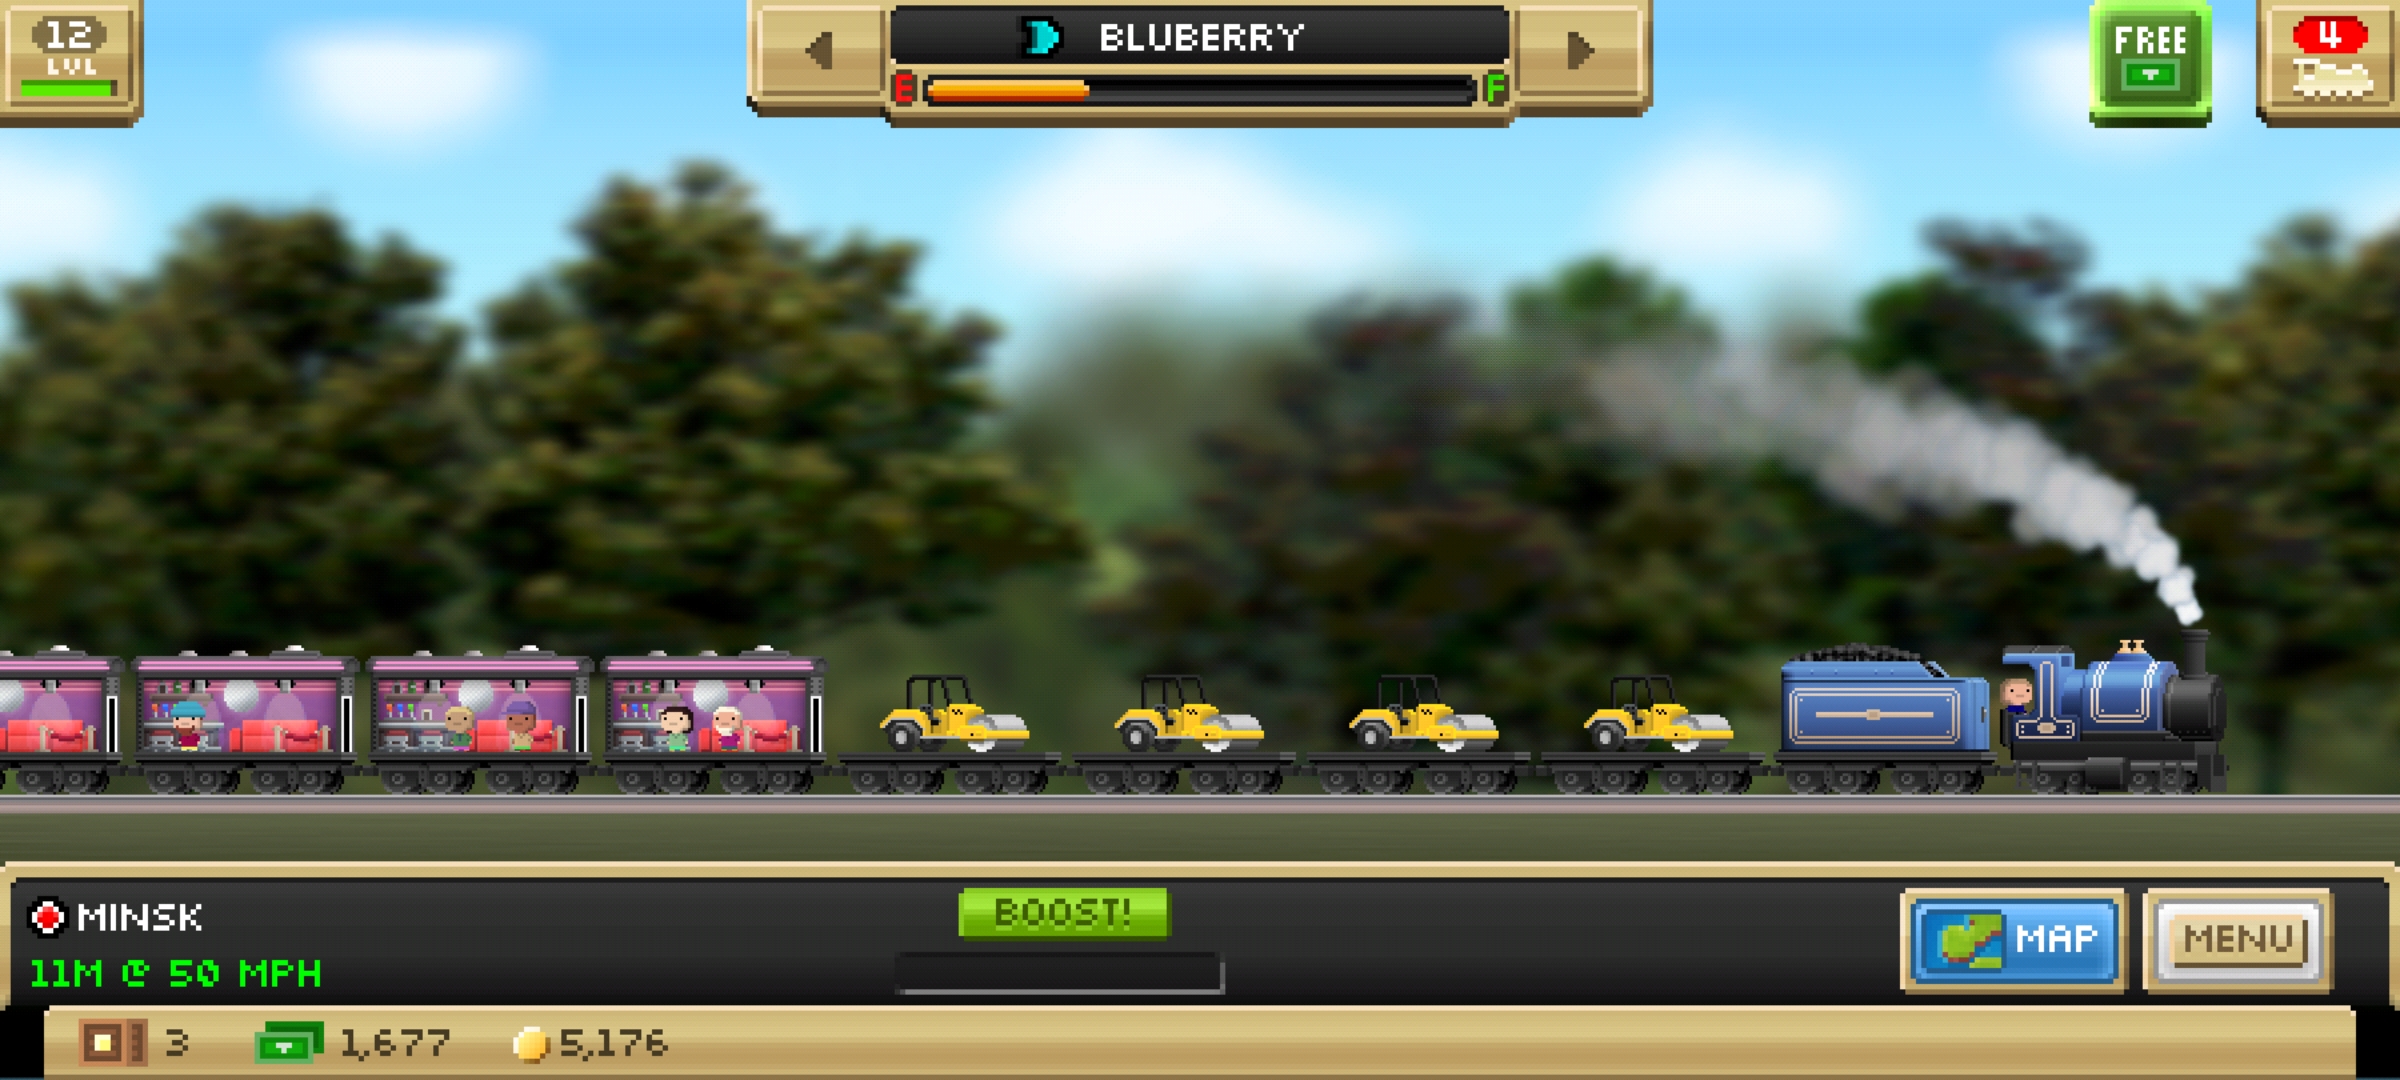 12
LVL
BLUBERRY
E F
FREE
4
MINSK
11M @ 50 MPH
BOOST!
MAP
MENU
3 1,677 5,176